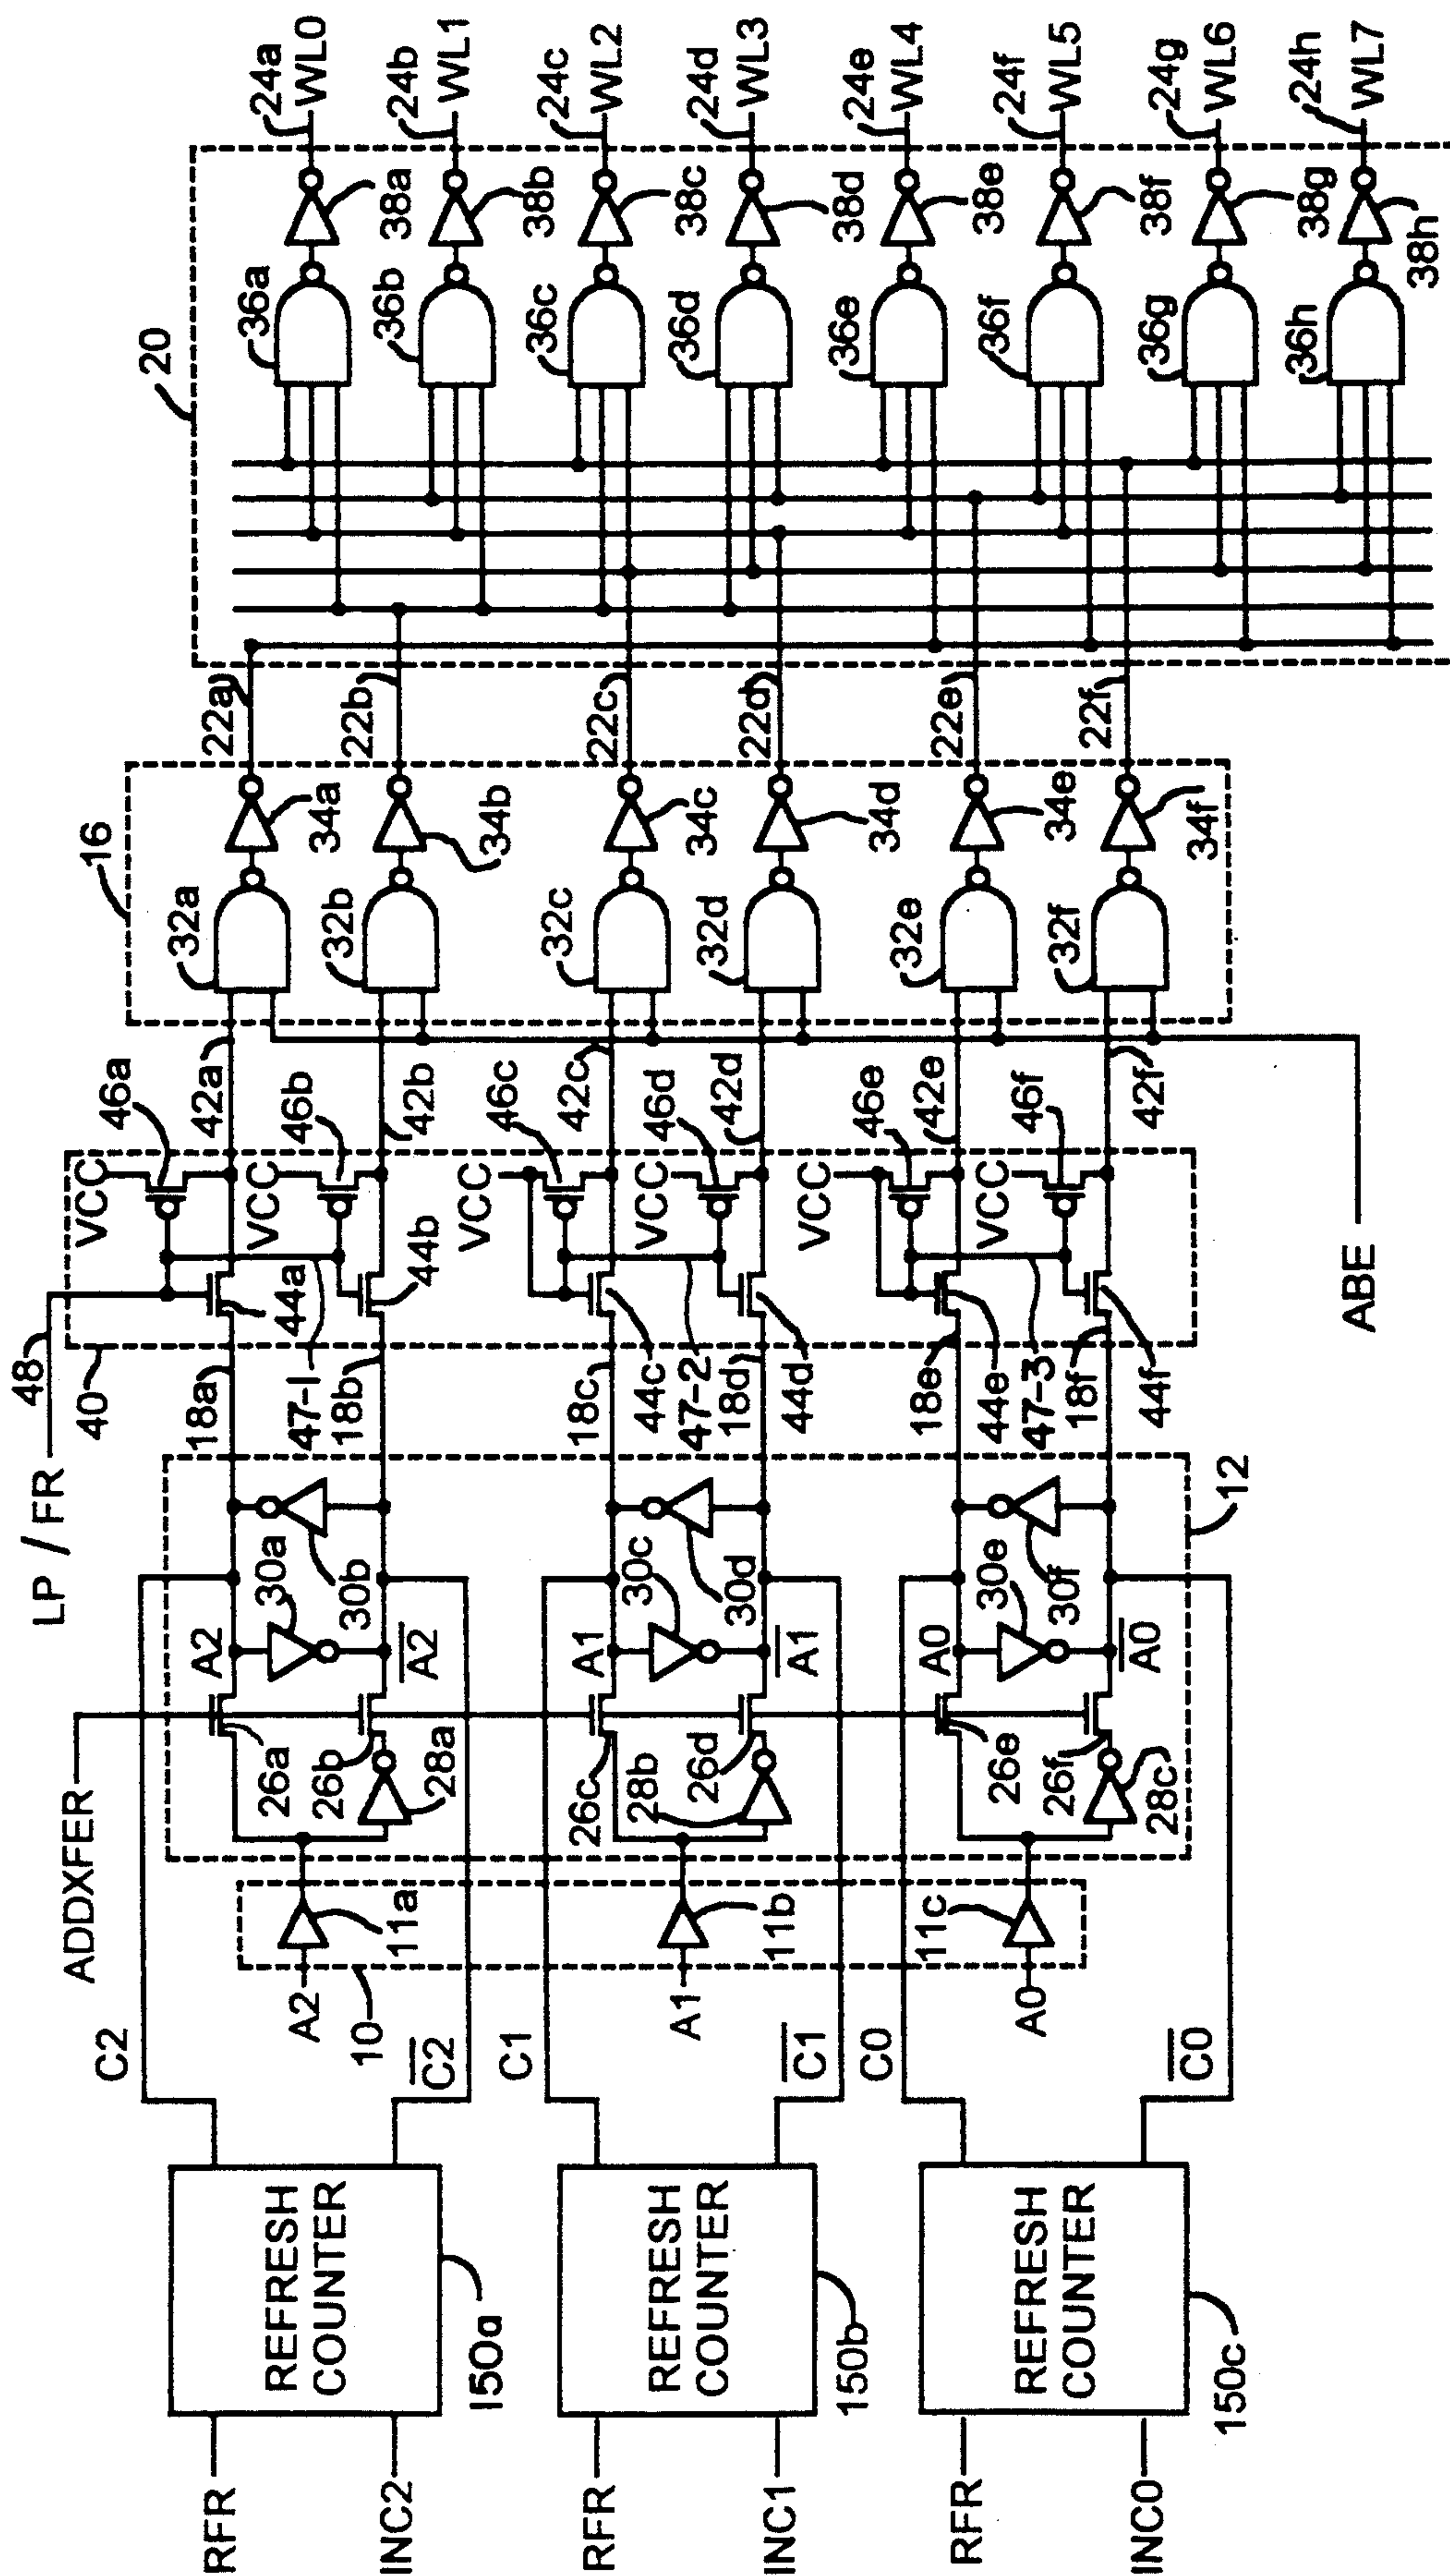 LP / FR
48
40
VCC
46a
VCC
46b
VCC
46c
VCC
46d
VCC
46e
VCC
46f
44a
44b
44c
44d
44e
44f
47-1
47-2
47-3
18a
18b
18c
18d
18e
18f
42a
42b
42c
42d
42e
42f
ABE
16
32a
32b
32c
32d
32e
32f
34a
34b
34c
34d
34e
34f
22a
22b
22c
22d
22e
22f
20
36a
36b
36c
36d
36e
36f
36g
36h
38a
38b
38c
38d
38e
38f
38g
38h
24a
WL0
24b
WL1
24c
WL2
24d
WL3
24e
WL4
24f
WL5
24g
WL6
24h
WL7
ADDXFER
12
A2
A2
A1
A1
A0
A0
30a
30b
30c
30d
30e
30f
26a
26b
26c
26d
26e
26f
28a
28b
28c
10
11a
11b
11c
A2
A1
A0
C2
C2
C1
C1
C0
C0
REFRESH
COUNTER
150a
REFRESH
COUNTER
150b
REFRESH
COUNTER
150c
RFR
INC2
RFR
INC1
RFR
INC0